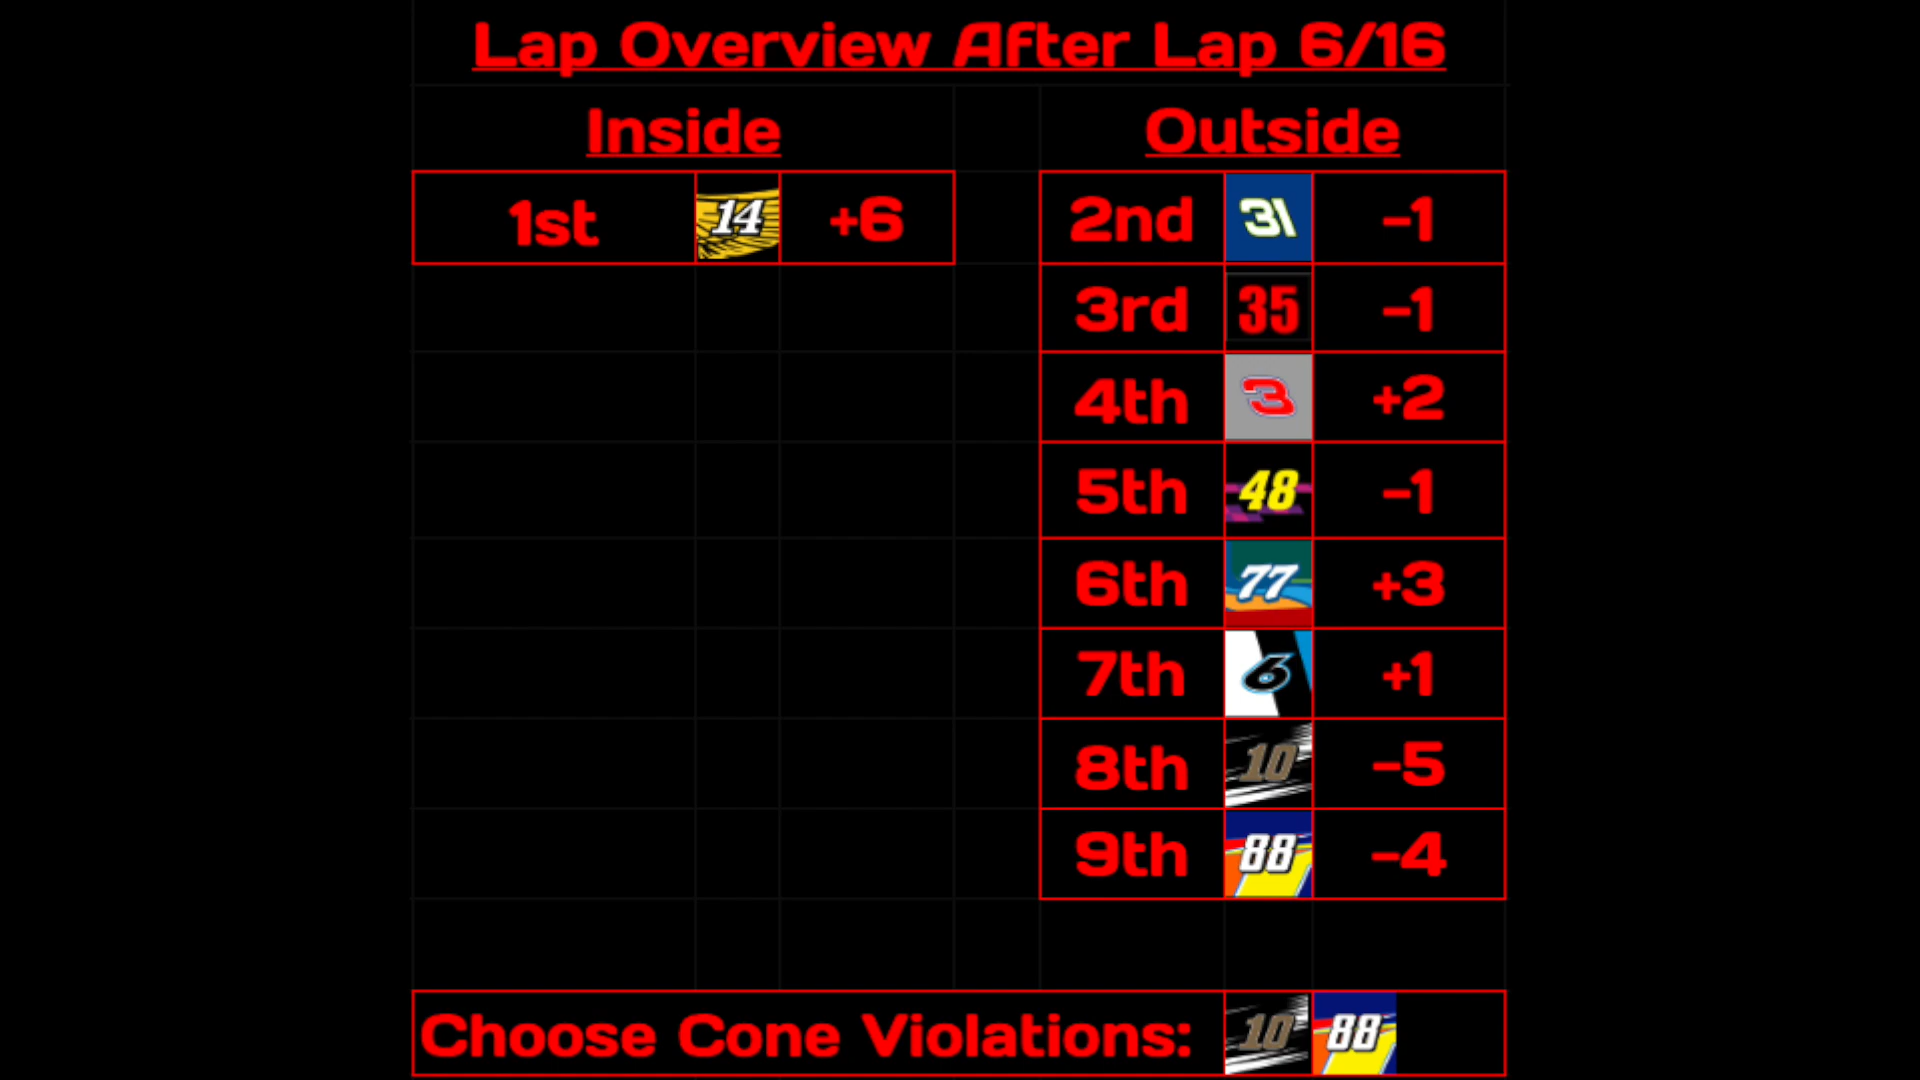 Lap Overview After Lap 6/16
Inside Outside
1st 14 +6 2nd 31 -1
3rd 35 -1
4th 3 +2
5th 48 -1
6th 77 +3
7th 6 +1
8th 10 -5
9th 88 -4
Choose Cone Violations: 10 88